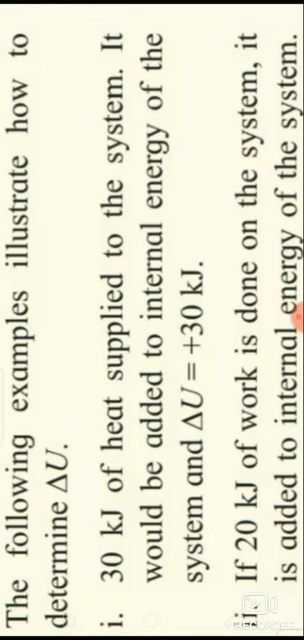 The following examples illustrate how to
determine ΔU.
i. 30 kJ of heat supplied to the system. It
would be added to internal energy of the
system and ΔU = +30 kJ.
If 20 kJ of work is done on the system, it
is added to internal energy of the system.
RECORDER